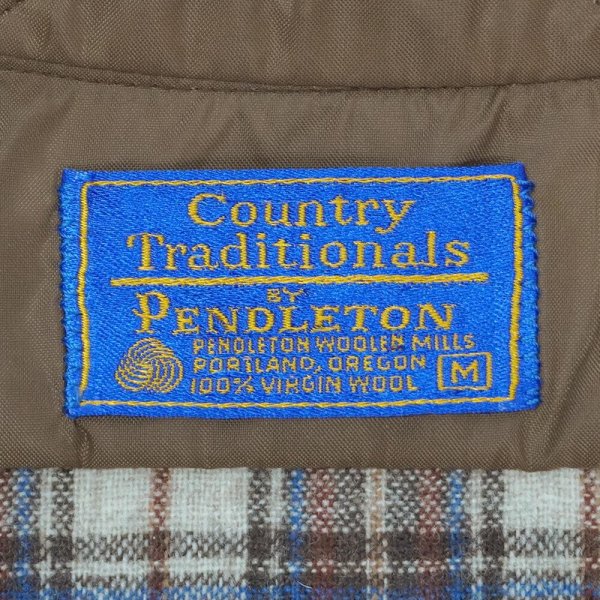 Country
Traditionals
BY
PENDLETON
PENDLETON WOOLEN MILLS
PORTLAND, OREGON
100% VIRGIN WOOL M